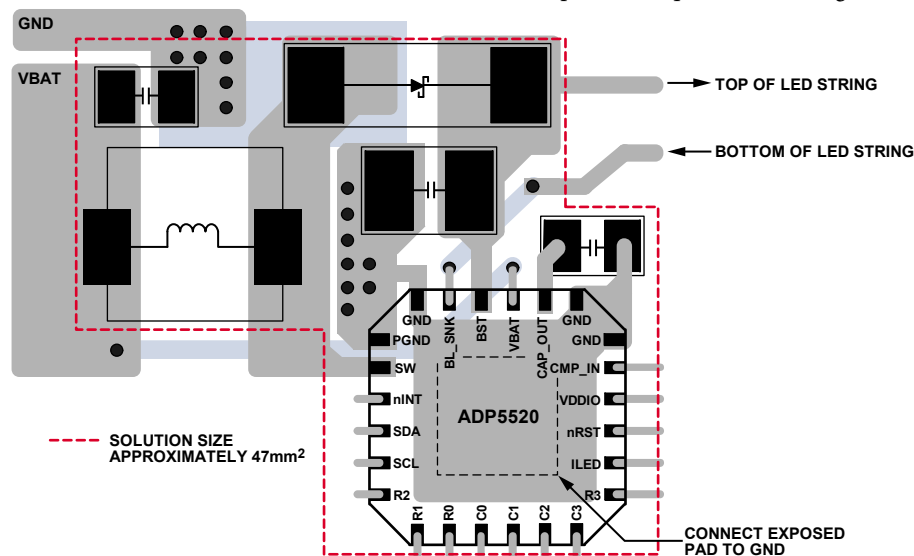 GND
VBAT
TOP OF LED STRING
BOTTOM OF LED STRING
GND
BL_SNK
BST
VBAT
CAP_OUT
GND
PGND
GND
SW
CMP_IN
nINT
VDDIO
ADP5520
SDA
nRST
SCL
ILED
R2
R3
R1
R0
C0
C1
C2
C3
SOLUTION SIZE
APPROXIMATELY 47mm2
CONNECT EXPOSED
PAD TO GND